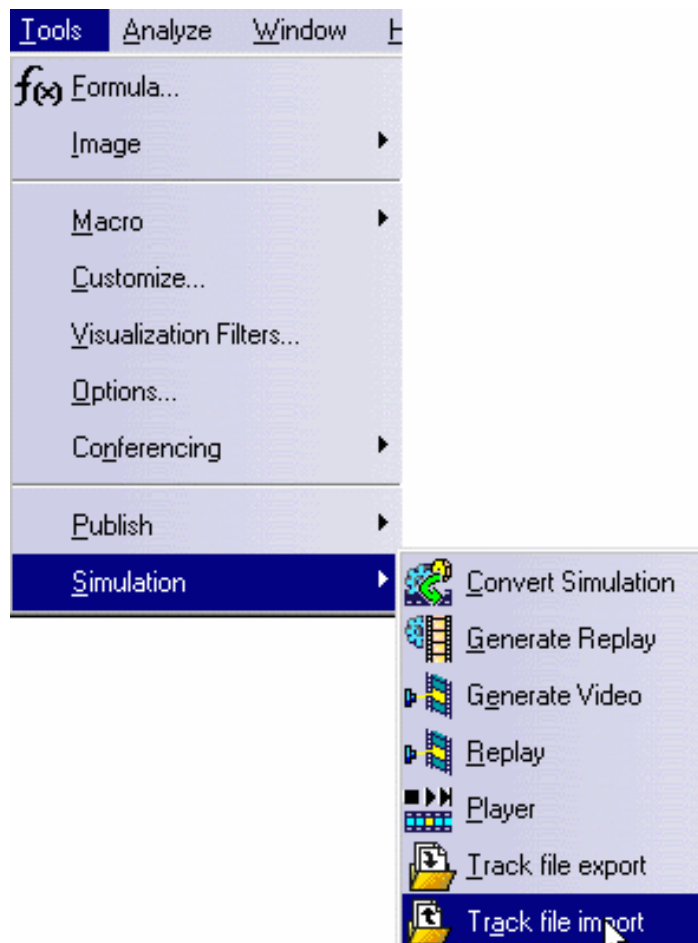 Tools Analyze Window H
f(x) Formula...
Image
Macro
Customize...
Visualization Filters...
Options...
Conferencing
Publish
Simulation
Convert Simulation
Generate Replay
Generate Video
Replay
Player
Track file export
Track file import